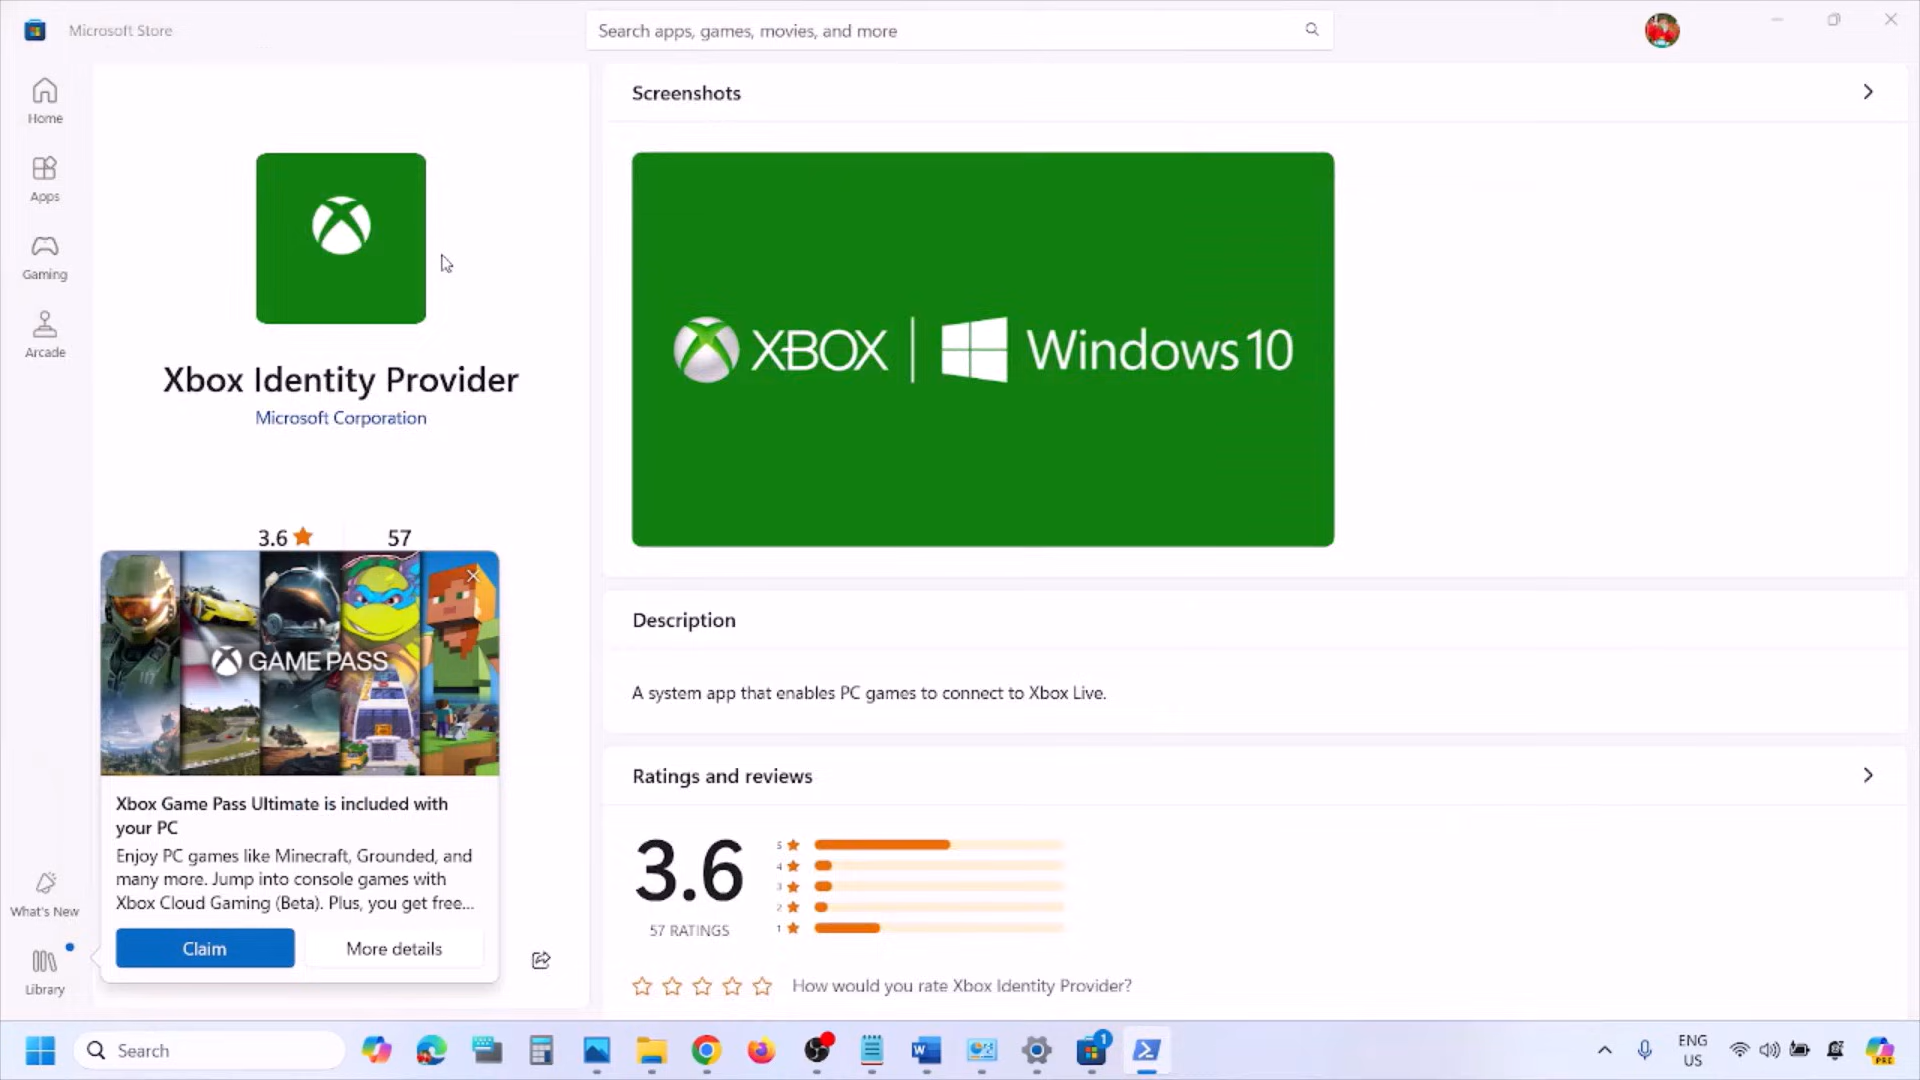 Microsoft Store
Search apps, games, movies, and more
Home
Apps
Gaming
Arcade
What's New
Library
Xbox Identity Provider
Microsoft Corporation
3.6
57
GAME PASS
Xbox Game Pass Ultimate is included with
your PC
Enjoy PC games like Minecraft, Grounded, and
many more. Jump into console games with
Xbox Cloud Gaming (Beta). Plus, you get free...
Claim
More details
Screenshots
XBOX | Windows 10
Description
A system app that enables PC games to connect to Xbox Live.
Ratings and reviews
3.6
57 RATINGS
5
4
3
2
1
How would you rate Xbox Identity Provider?
Search
1
ENG
US
PRE